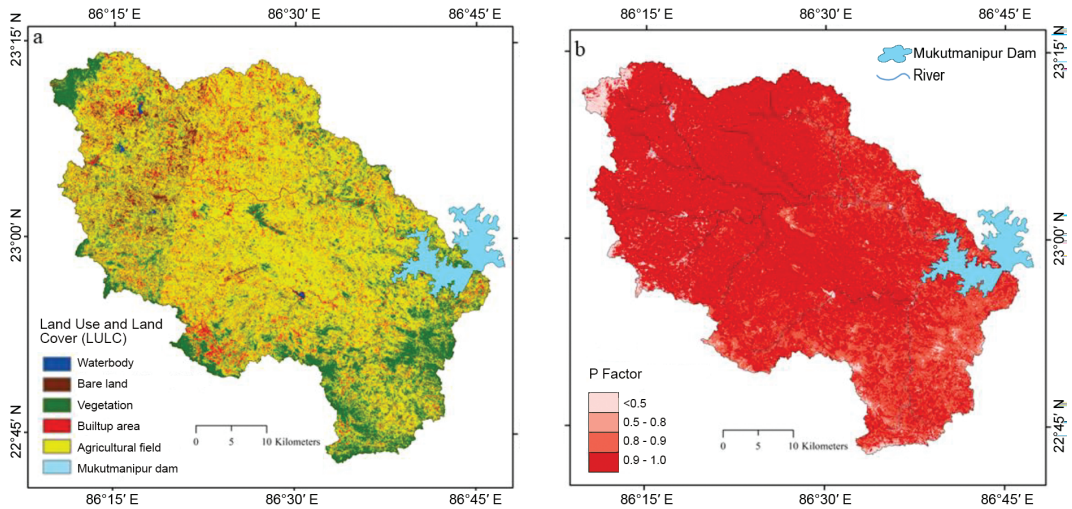 86°15′ E 86°30′ E 86°45′ E
23°15′ N
23°00′ N
22°45′ N
a
Land Use and Land
Cover (LULC)
Waterbody
Bare land
Vegetation
Builtup area
Agricultural field
Mukutmanipur dam
0 5 10 Kilometers
86°15′ E 86°30′ E 86°45′ E
86°15′ E 86°30′ E 86°45′ E
b
Mukutmanipur Dam
River
23°15′ N
23°00′ N
22°45′ N
P Factor
<0.5
0.5 - 0.8
0.8 - 0.9
0.9 - 1.0
0 5 10 Kilometers
86°15′ E 86°30′ E 86°45′ E